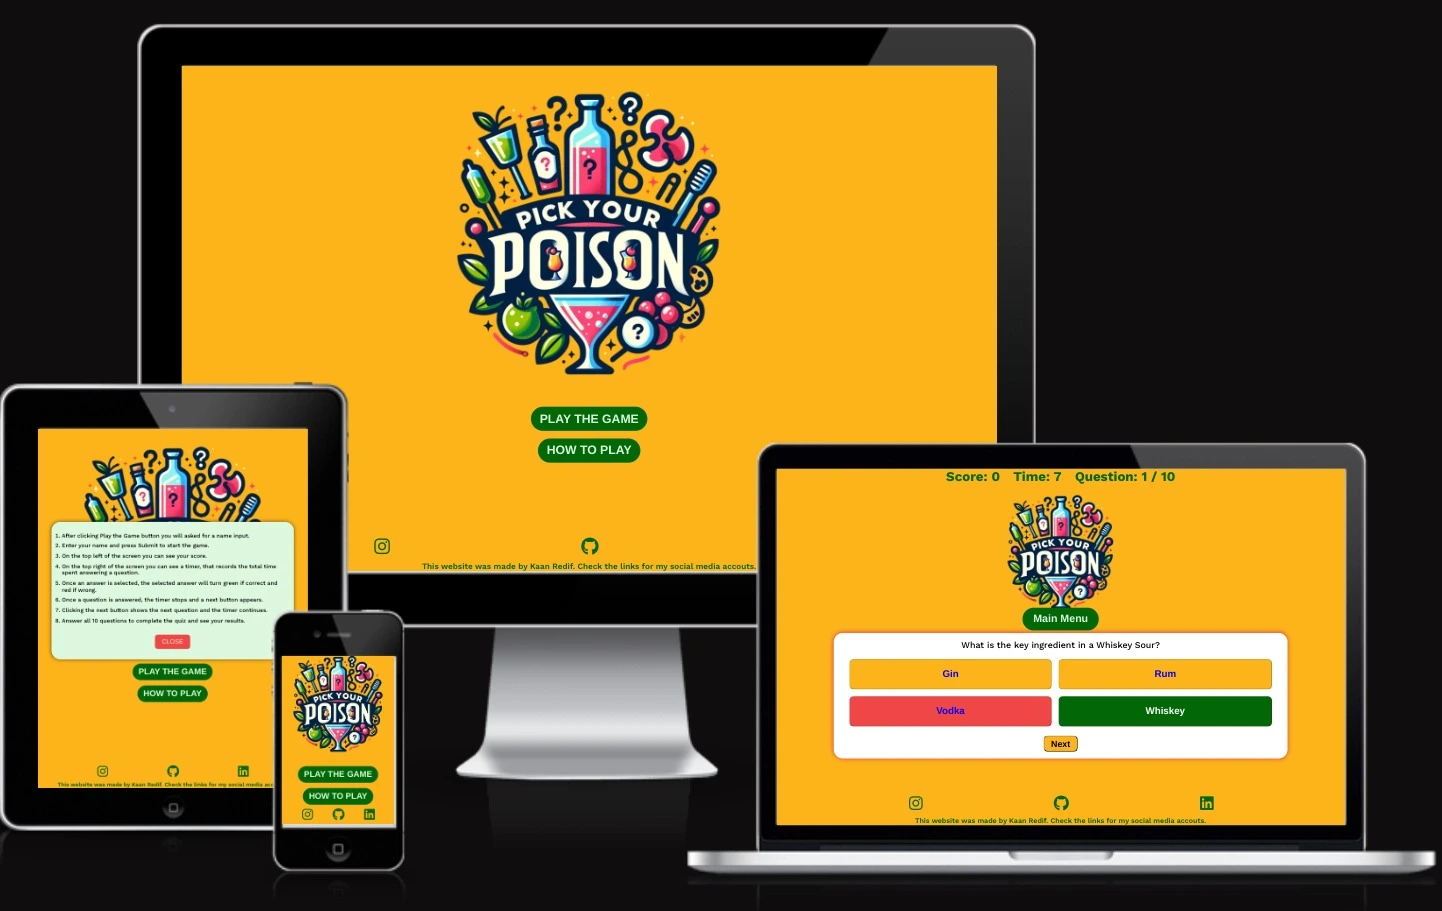 PICK YOUR
POISON
PLAY THE GAME
HOW TO PLAY
This website was made by Kaan Redif. Check the links for my social media accouts.
1. After clicking Play the Game button you will asked for a name input.
2. Enter your name and press Submit to start the game.
3. On the top left of the screen you can see your score.
4. On the top right of the screen you can see a timer, that records the total time
spent answering a question.
5. Once an answer is selected, the selected answer will turn green if correct and
red if wrong.
6. Once a question is answered, the timer stops and a next button appears.
7. Clicking the next button shows the next question and the timer continues.
8. Answer all 10 questions to complete the quiz and see your results.
CLOSE
PLAY THE GAME
HOW TO PLAY
This website was made by Kaan Redif. Check the links for my social media
PICK YOUR
POISON
PLAY THE GAME
HOW TO PLAY
Score: 0 Time: 7 Question: 1 / 10
PICK YOUR
POISON
Main Menu
What is the key ingredient in a Whiskey Sour?
Gin
Rum
Vodka
Whiskey
Next
This website was made by Kaan Redif. Check the links for my social media accouts.